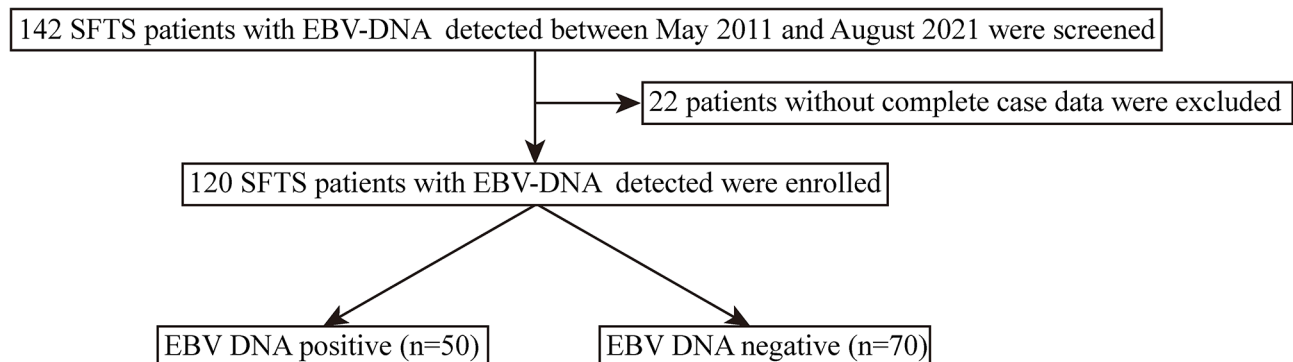 142 SFTS patients with EBV-DNA detected between May 2011 and August 2021 were screened
22 patients without complete case data were excluded
120 SFTS patients with EBV-DNA detected were enrolled
EBV DNA positive (n=50)
EBV DNA negative (n=70)